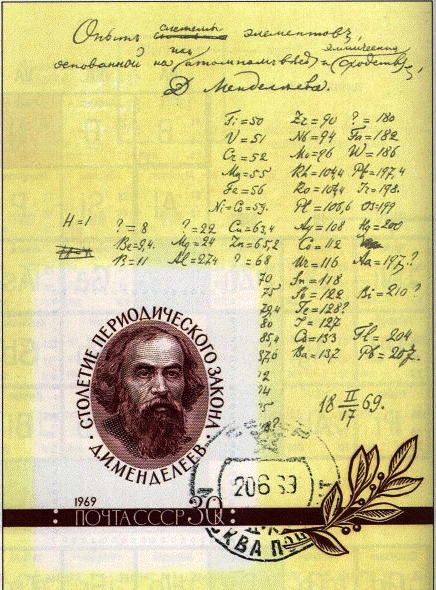 Опытъ системы элементовъ,
основанной на ихъ атомномъ вѣсѣ и химическомъ сходствѣ,
Д Менделѣева.
Ti=50 Zr=90 ?=180
V=51 Nb=94 Ta=182
Cr=52 Mo=96 W=186
Mn=55 Rh=104,4 Pt=197,4
Fe=56 Ro=104,4 Ir=198.
Ni=Co=59. Pl=106,6 Os=199
H=1 ?=8 ?=22 Cu=63,4 Ag=108 Hg=200
Be=9,4 Mg=24 Zn=65,2 Cd=112
B=11 Al=27,4 ?=68 Ur=116 Au=197?
70 Sn=118
75 Sb=122 Bi=210?
79,4 Te=128?
80 I=127
85,4 Cs=133 Tl=204
87,6 Ba=137 Pb=207.
18 II/17 69.
СТОЛЕТИЕ ПЕРИОДИЧЕСКОГО ЗАКОНА
Д.И.МЕНДЕЛЕЕВ
1969
ПОЧТА СССР 30К
20 6 69
МОСКВА